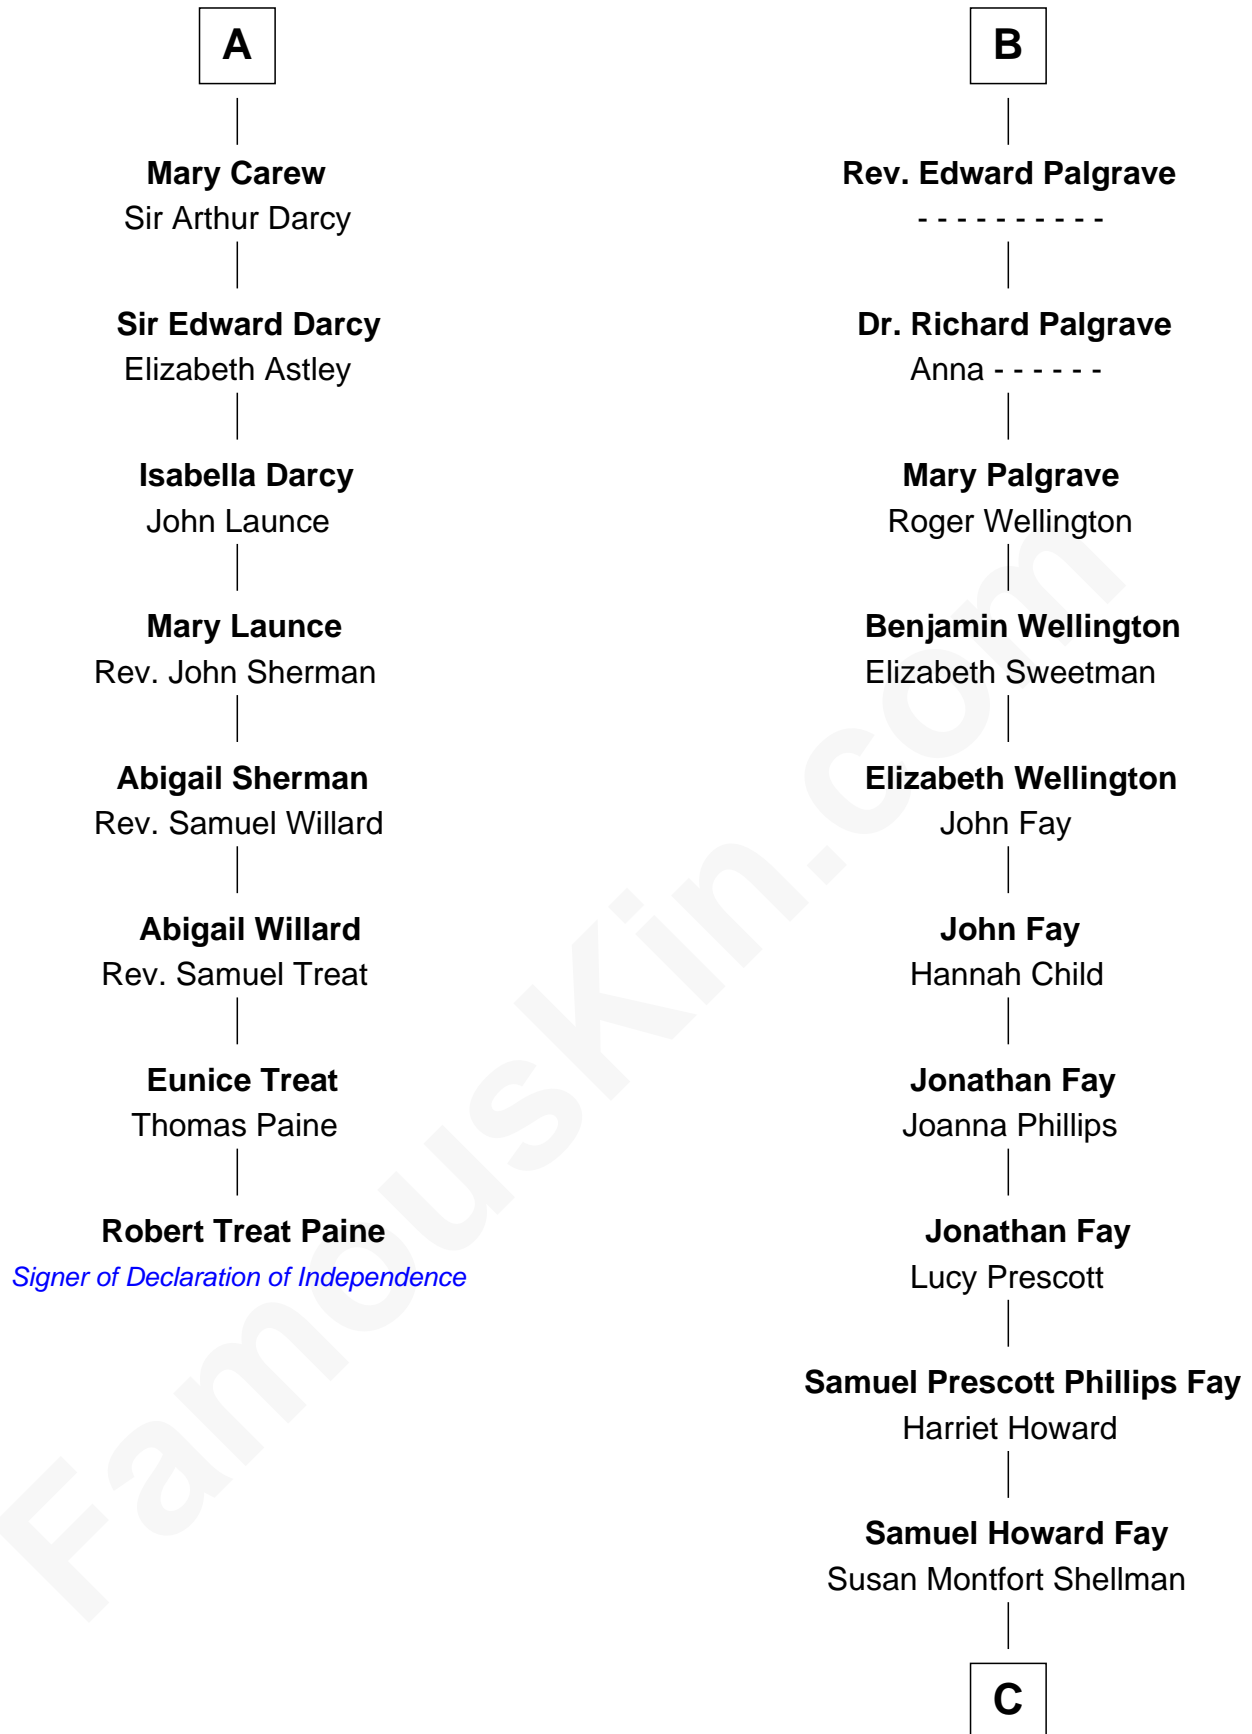 A
Mary Carew
Sir Arthur Darcy
Sir Edward Darcy
Elizabeth Astley
Isabella Darcy
John Launce
Mary Launce
Rev. John Sherman
Abigail Sherman
Rev. Samuel Willard
Abigail Willard
Rev. Samuel Treat
Eunice Treat
Thomas Paine
Robert Treat Paine
Signer of Declaration of Independence
B
Rev. Edward Palgrave
- - - - - - - - - -
Dr. Richard Palgrave
Anna - - - - - -
Mary Palgrave
Roger Wellington
Benjamin Wellington
Elizabeth Sweetman
Elizabeth Wellington
John Fay
John Fay
Hannah Child
Jonathan Fay
Joanna Phillips
Jonathan Fay
Lucy Prescott
Samuel Prescott Phillips Fay
Harriet Howard
Samuel Howard Fay
Susan Montfort Shellman
C
FamousKin.com